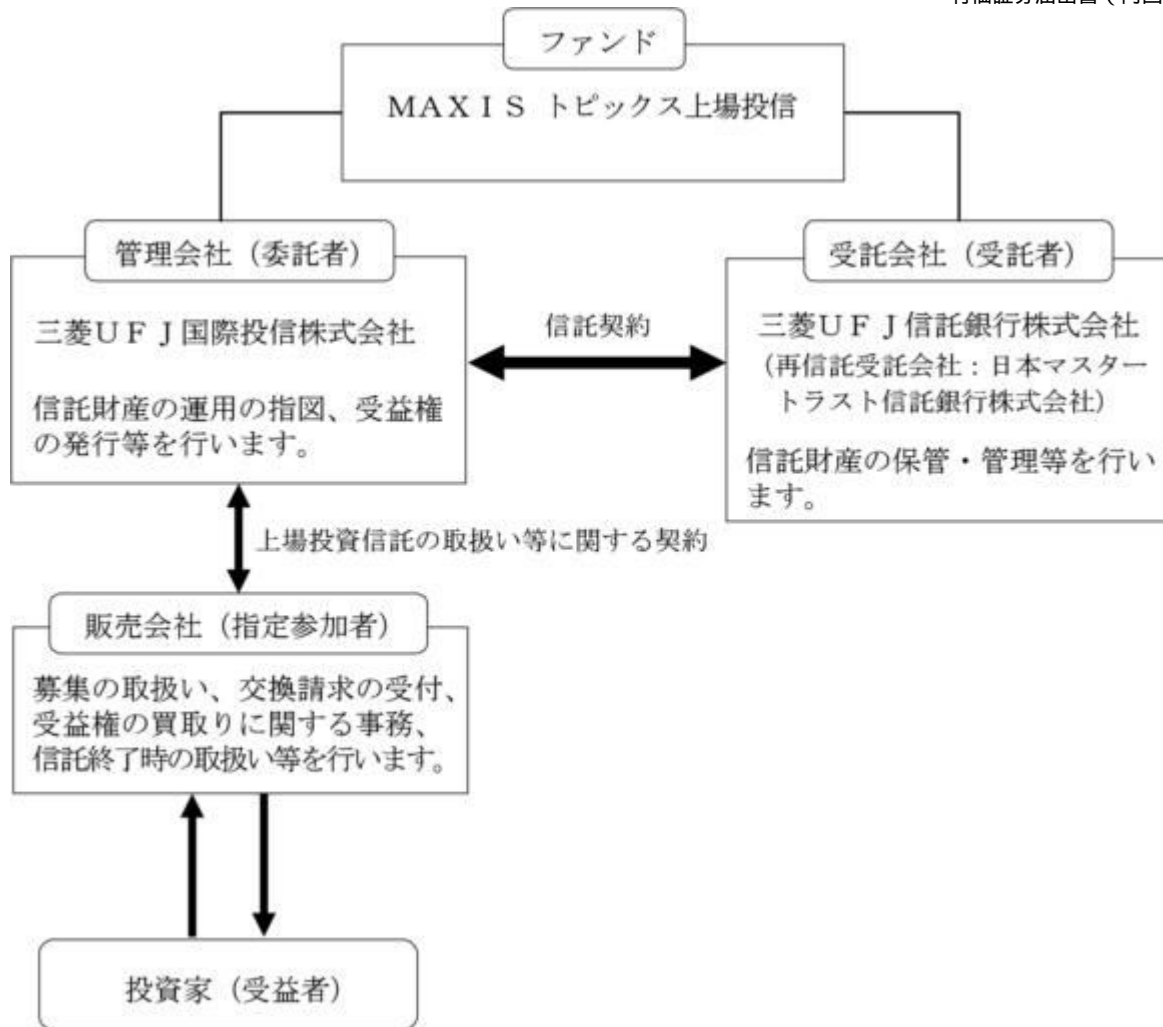 ファンド
ＭＡＸＩＳ トピックス上場投信
管理会社（委託者）
三菱ＵＦＪ国際投信株式会社
信託財産の運用の指図、受益権
の発行等を行います。
信託契約
受託会社（受託者）
三菱ＵＦＪ信託銀行株式会社
（再信託受託会社：日本マスター
トラスト信託銀行株式会社）
信託財産の保管・管理等を行い
ます。
上場投資信託の取扱い等に関する契約
販売会社（指定参加者）
募集の取扱い、交換請求の受付、
受益権の買取りに関する事務、
信託終了時の取扱い等を行います。
投資家（受益者）